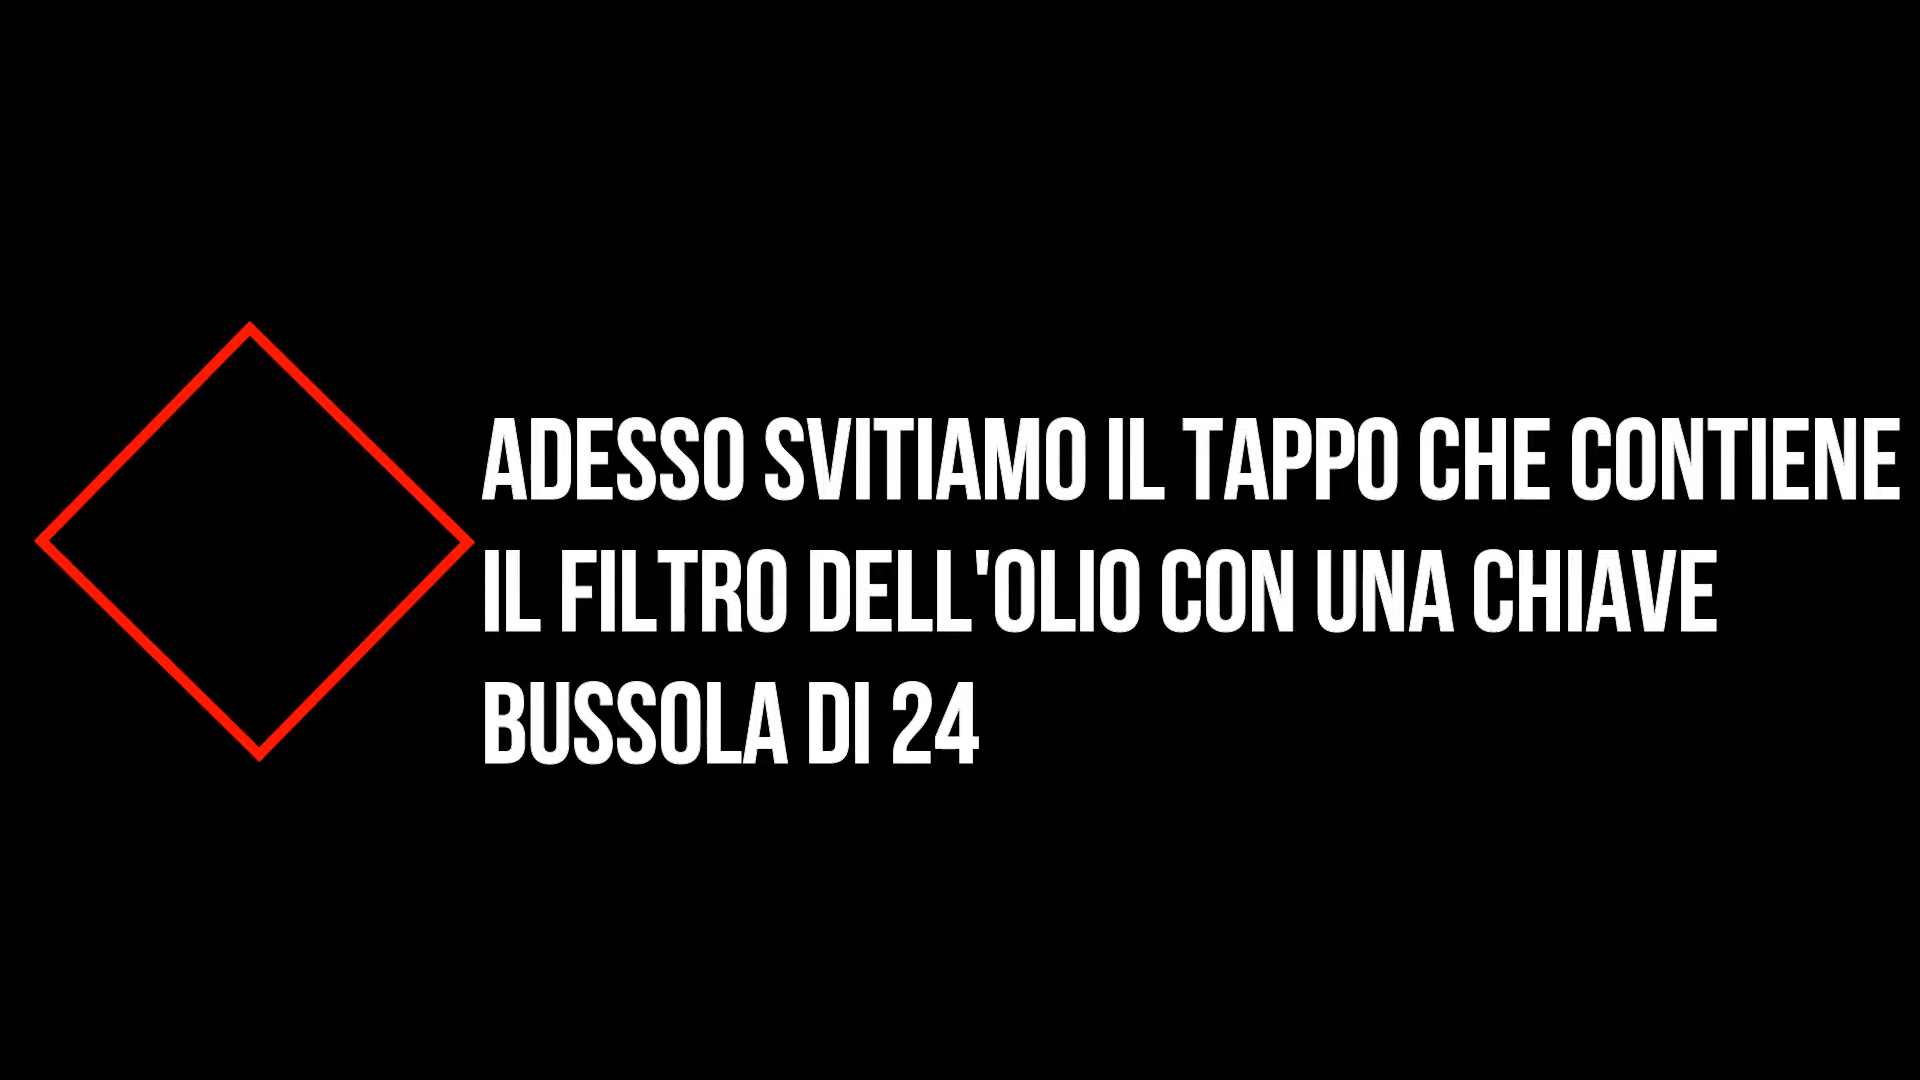 ADESSO SVITIAMO IL TAPPO CHE CONTIENE
IL FILTRO DELL'OLIO CON UNA CHIAVE
BUSSOLA DI 24